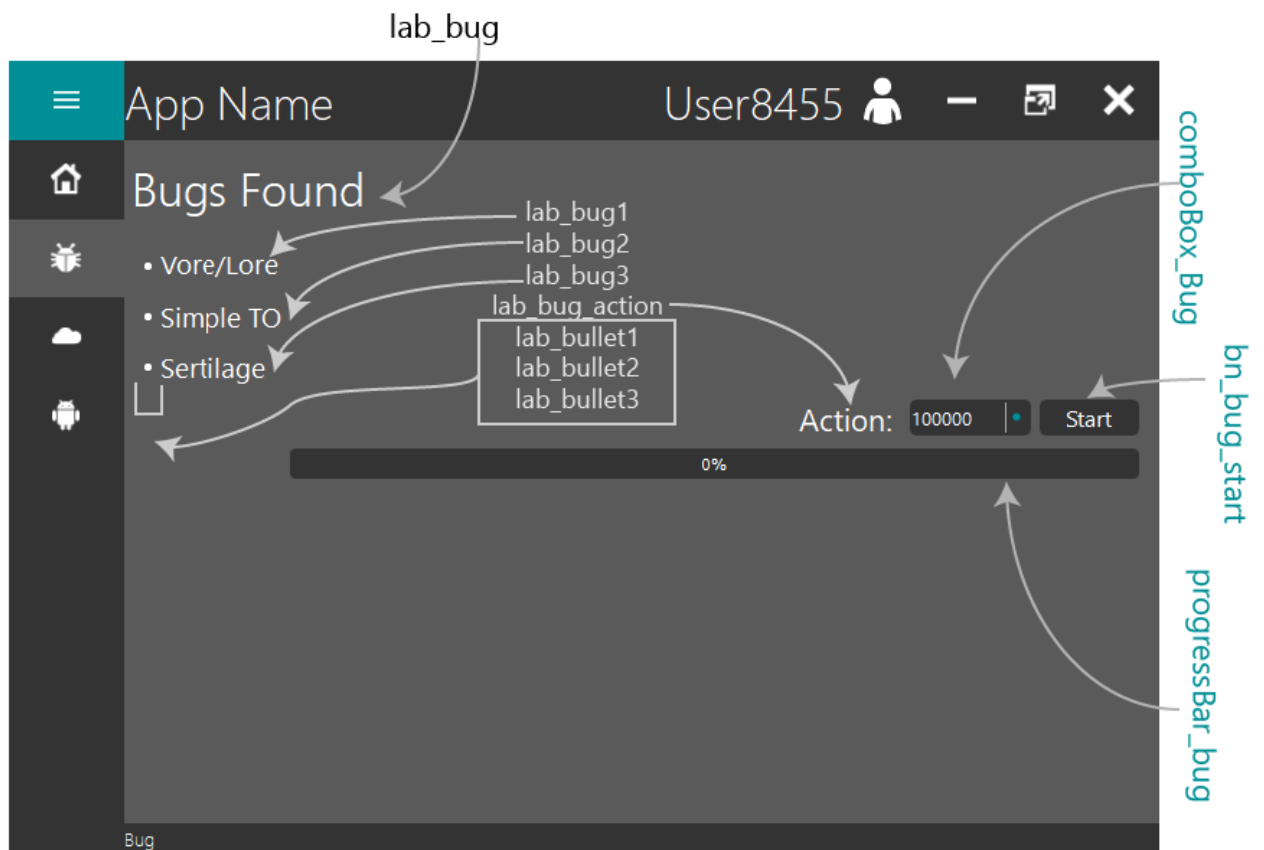 lab_bug
App Name
User8455
Bugs Found
lab_bug1
lab_bug2
• Vore/Lore
lab_bug3
lab_bug_action
• Simple TO
lab_bullet1
lab_bullet2
• Sertilage
lab_bullet3
Action:
100000
Start
0%
comboBox_Bug
bn_bug_start
progressBar_bug
Bug